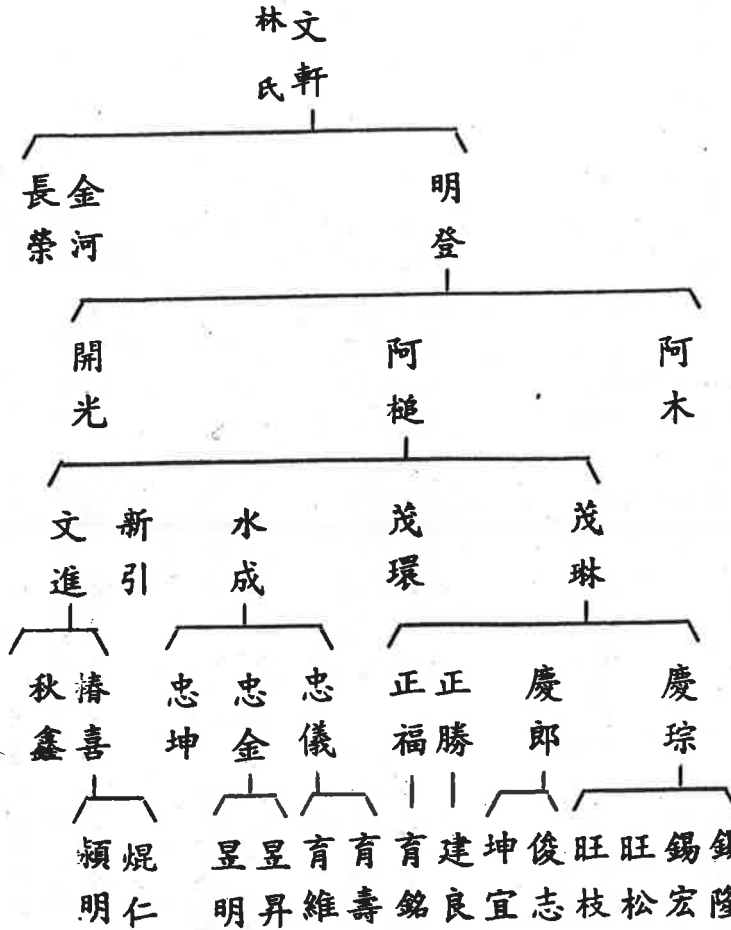 文軒
林氏
明登
金河
長榮
阿木
阿槌
開光
茂琳
茂環
水成
新引
文進
慶琮
慶郎
正勝
正福
忠儀
忠金
忠坤
椿喜
秋鑫
錫隆
錫宏
旺松
旺枝
俊志
坤宜
建良
育銘
育壽
育維
昱昇
昱明
焜仁
潁明